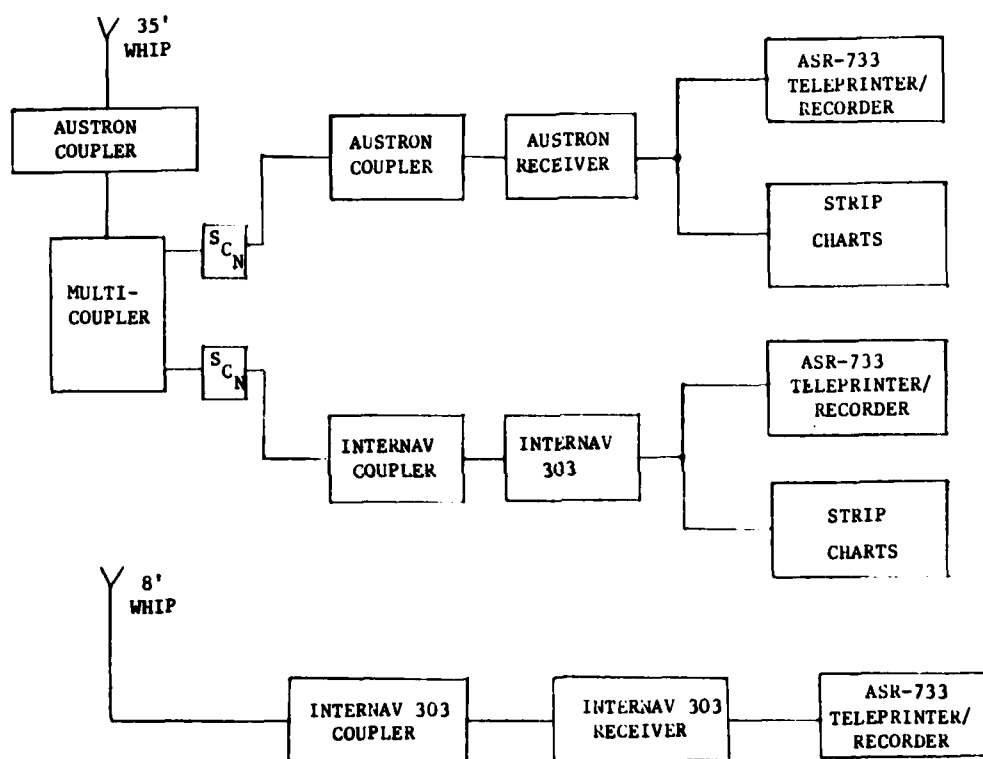 35'
WHIP
AUSTRON
COUPLER
MULTI-
COUPLER
SCN
AUSTRON
COUPLER
AUSTRON
RECEIVER
ASR-733
TELEPRINTER/
RECORDER
STRIP
CHARTS
SCN
INTERNAV
COUPLER
INTERNAV
303
ASR-733
TELEPRINTER/
RECORDER
STRIP
CHARTS
8'
WHIP
INTERNAV 303
COUPLER
INTERNAV 303
RECEIVER
ASR-733
TELEPRINTER/
RECORDER